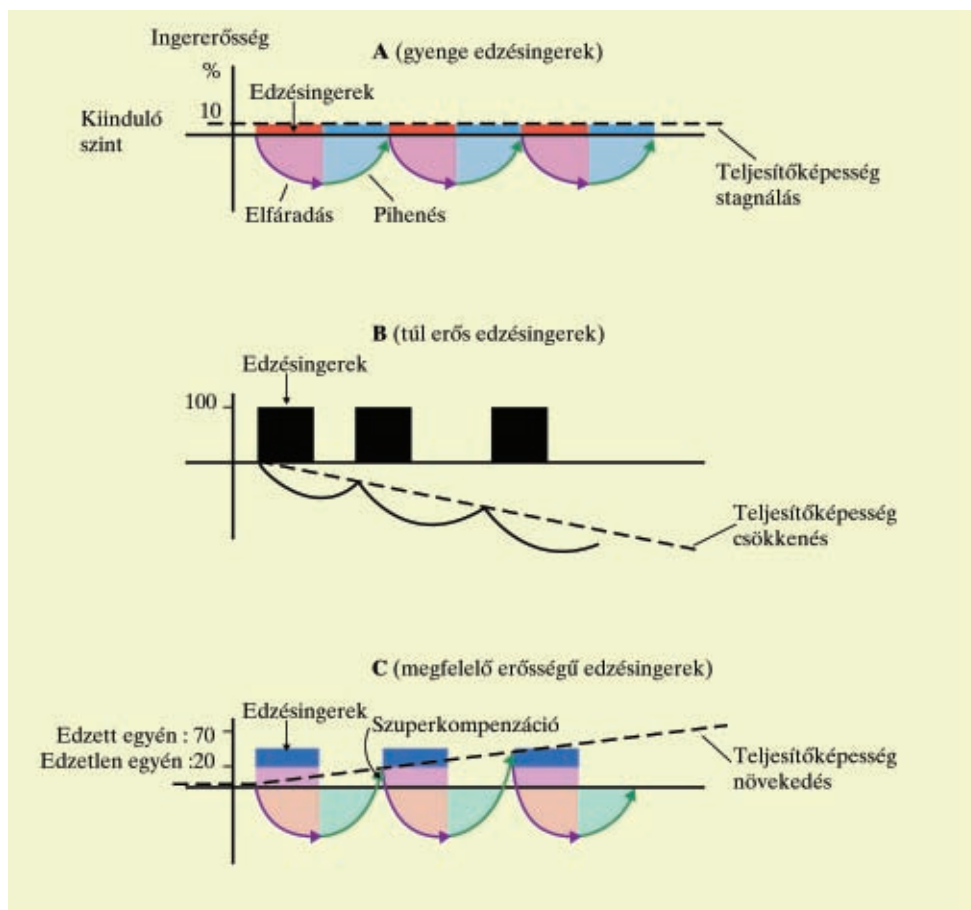 Ingererősség
%
A (gyenge edzésingerek)
Edzésingerek
10
Kiinduló
szint
Elfáradás
Pihenés
Teljesítőképesség
stagnálás
B (túl erős edzésingerek)
Edzésingerek
100
Teljesítőképesség
csökkenés
C (megfelelő erősségű edzésingerek)
Edzésingerek
Szuperkompenzáció
Edzett egyén : 70
Edzetlen egyén :20
Teljesítőképesség
növekedés